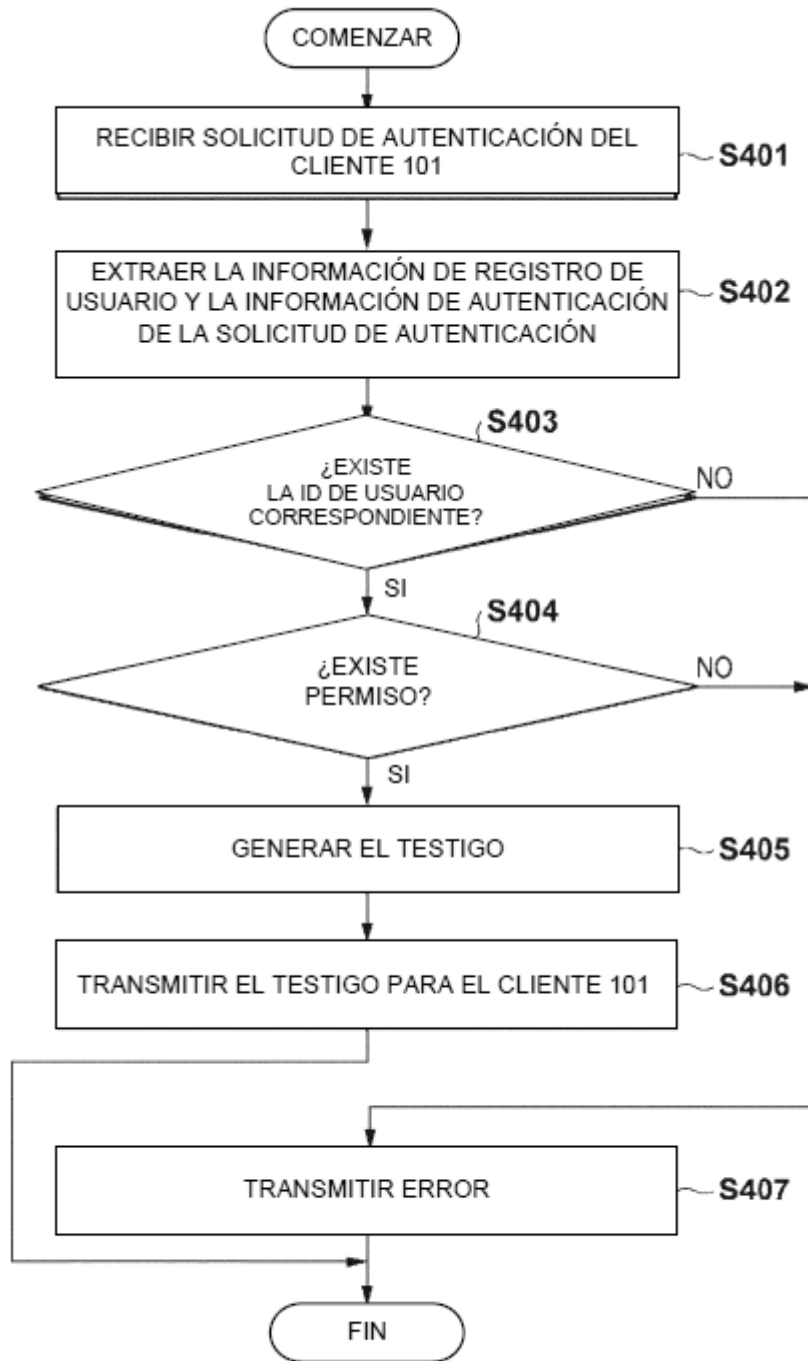 COMENZAR
RECIBIR SOLICITUD DE AUTENTICACIÓN DEL
CLIENTE 101
S401
EXTRAER LA INFORMACIÓN DE REGISTRO DE
USUARIO Y LA INFORMACIÓN DE AUTENTICACIÓN
DE LA SOLICITUD DE AUTENTICACIÓN
S402
S403
¿EXISTE
LA ID DE USUARIO
CORRESPONDIENTE?
NO
SI
S404
¿EXISTE
PERMISO?
NO
SI
GENERAR EL TESTIGO
S405
TRANSMITIR EL TESTIGO PARA EL CLIENTE 101
S406
TRANSMITIR ERROR
S407
FIN